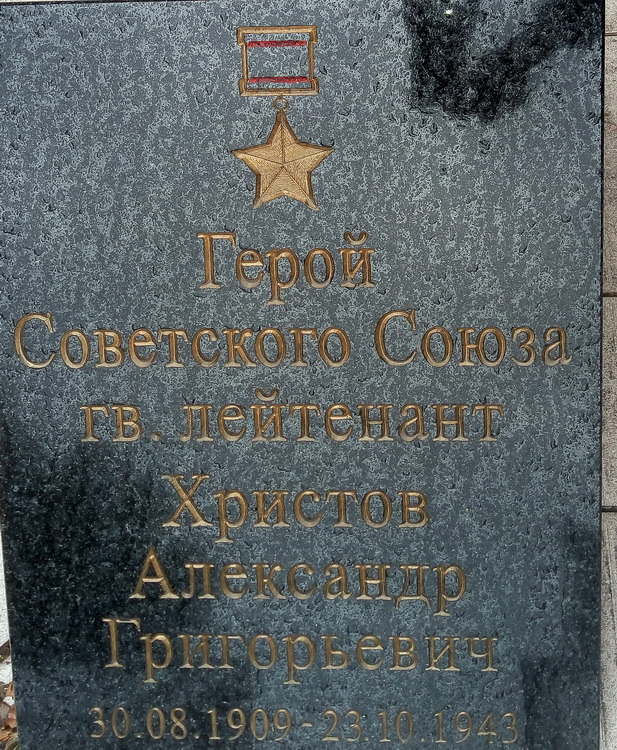 Герой
Советского Союза
гв. лейтенант
Христов
Александр
Григорьевич
30.08.1909-23.10.1943